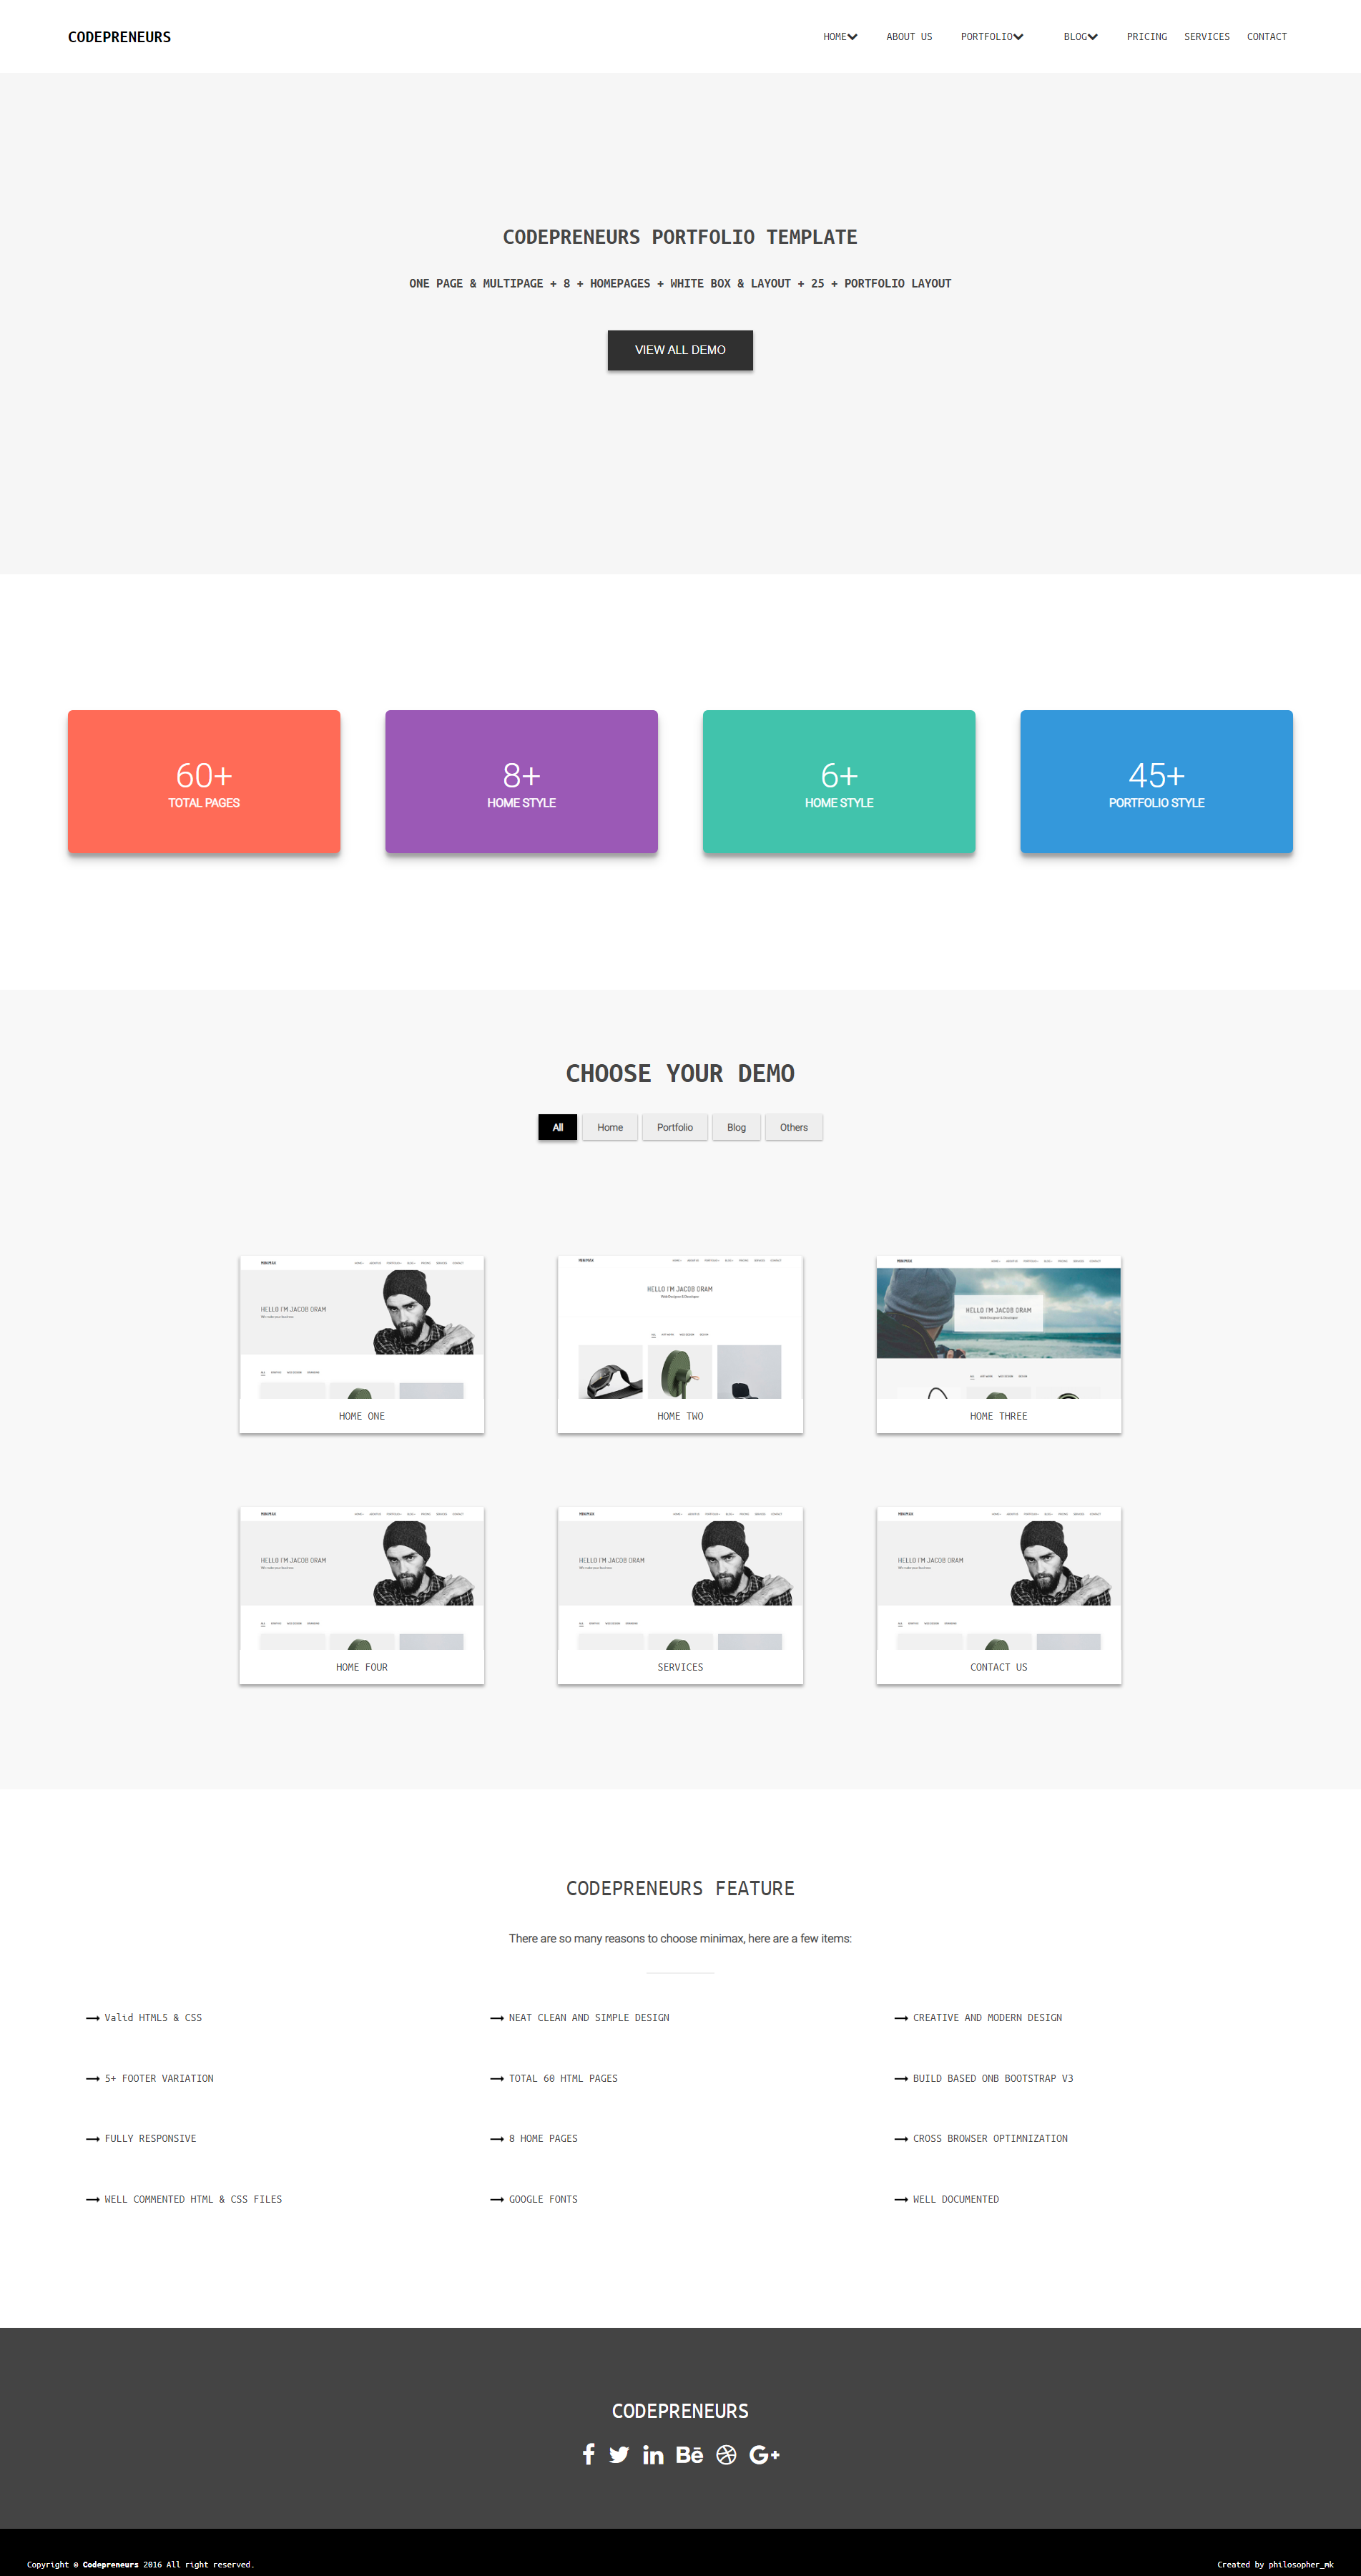 CODEPRENEURS
HOME ABOUT US PORTFOLIO BLOG PRICING SERVICES CONTACT
CODEPRENEURS PORTFOLIO TEMPLATE
ONE PAGE & MULTIPAGE + 8 + HOMEPAGES + WHITE BOX & LAYOUT + 25 + PORTFOLIO LAYOUT
VIEW ALL DEMO
60+
TOTAL PAGES
8+
HOME STYLE
6+
HOME STYLE
45+
PORTFOLIO STYLE
CHOOSE YOUR DEMO
All Home Portfolio Blog Others
HELLO I'M JACOB ORAM
HOME ONE
HELLO I'M JACOB ORAM
HOME TWO
HELLO I'M JACOB ORAM
HOME THREE
HELLO I'M JACOB ORAM
HOME FOUR
HELLO I'M JACOB ORAM
SERVICES
HELLO I'M JACOB ORAM
CONTACT US
CODEPRENEURS FEATURE
There are so many reasons to choose minimax, here are a few items:
Valid HTML5 & CSS
NEAT CLEAN AND SIMPLE DESIGN
CREATIVE AND MODERN DESIGN
5+ FOOTER VARIATION
TOTAL 60 HTML PAGES
BUILD BASED ONB BOOTSTRAP V3
FULLY RESPONSIVE
8 HOME PAGES
CROSS BROWSER OPTIMNIZATION
WELL COMMENTED HTML & CSS FILES
GOOGLE FONTS
WELL DOCUMENTED
CODEPRENEURS
Copyright © Codepreneurs 2016 All right reserved.
Created by philosopher_mk